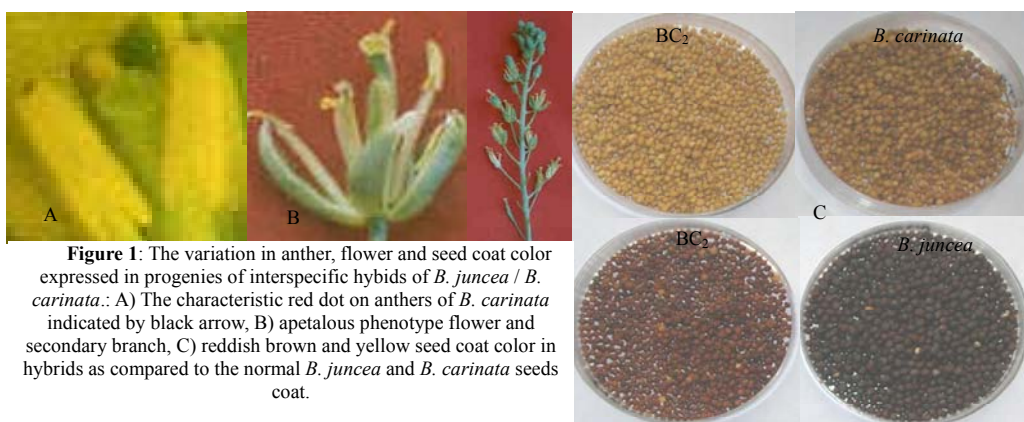 BC2
B. carinata
A
B
C
BC2
B. juncea
Figure 1: The variation in anther, flower and seed coat color
expressed in progenies of interspecific hybids of B. juncea / B.
carinata.: A) The characteristic red dot on anthers of B. carinata
indicated by black arrow, B) apetalous phenotype flower and
secondary branch, C) reddish brown and yellow seed coat color in
hybrids as compared to the normal B. juncea and B. carinata seeds
coat.